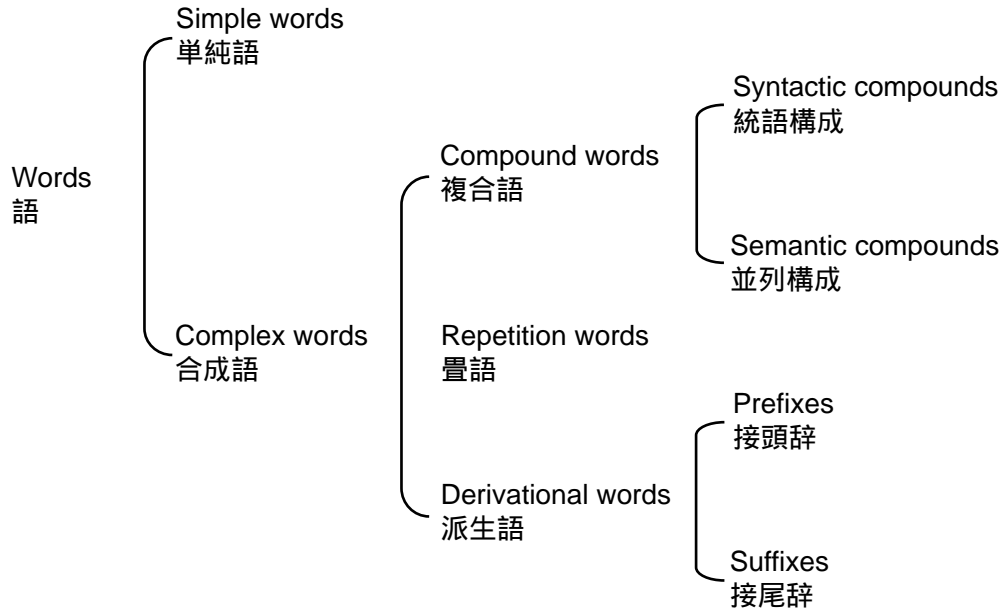 Words
語
Simple words
単純語
Complex words
合成語
Compound words
複合語
Repetition words
畳語
Derivational words
派生語
Syntactic compounds
統語構成
Semantic compounds
並列構成
Prefixes
接頭辞
Suffixes
接尾辞